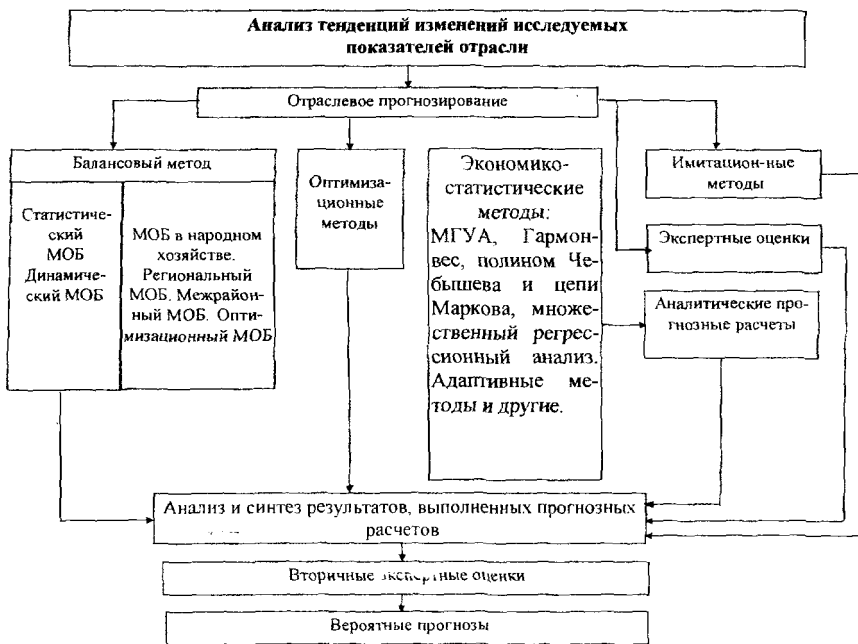 Анализ тенденций изменений исследуемых
показателей отрасли
Отраслевое прогнозирование
Балансовый метод
Статистиче-
ский
МОБ
Динамиче-
ский МОБ
МОБ в народном
хозяйстве.
Региональный
МОБ. Межрайон-
ный МОБ. Опти-
мизационный МОБ
Оптимиза-
ционные
методы
Экономико-
статистические
методы:
МГУА, Гармон-
вес, полином Че-
бышева и цепи
Маркова, множе-
ственный регрес-
сионный анализ.
Адаптивные ме-
тоды и другие.
Имитацион-ные
методы
Экспертные оценки
Аналитические про-
гнозные расчеты
Анализ и синтез результатов, выполненных прогнозных
расчетов
Вторичные экспертные оценки
Вероятные прогнозы